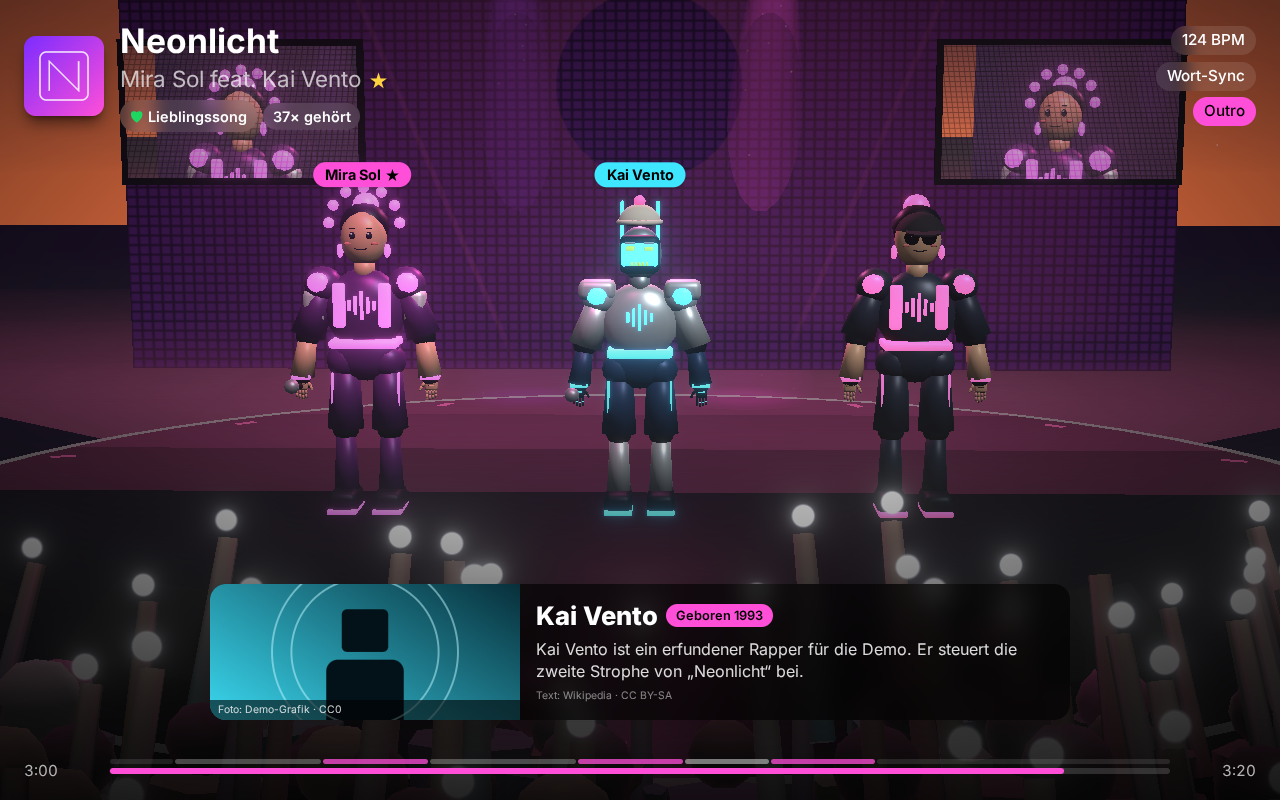 Neonlicht
Mira Sol feat. Kai Vento ★
Lieblingssong
37× gehört
124 BPM
Wort-Sync
Outro
Mira Sol ★
Kai Vento
Kai Vento
Geboren 1993
Kai Vento ist ein erfundener Rapper für die Demo. Er steuert die
zweite Strophe von „Neonlicht“ bei.
Text: Wikipedia · CC BY-SA
Foto: Demo-Grafik · CC0
3:00
3:20